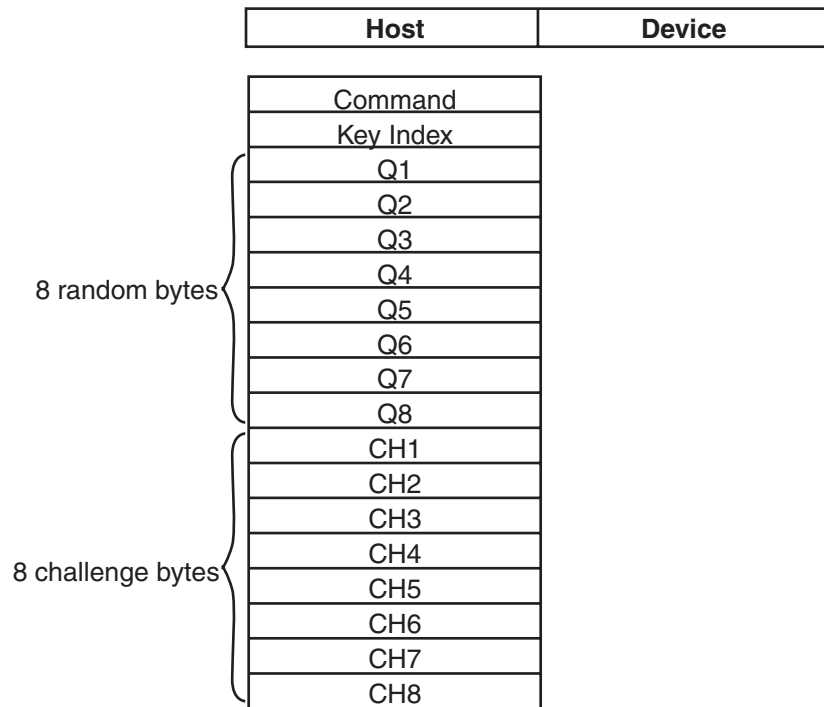 Host Device
Command
Key Index
Q1
Q2
Q3
Q4
8 random bytes
Q5
Q6
Q7
Q8
CH1
CH2
CH3
CH4
8 challenge bytes
CH5
CH6
CH7
CH8